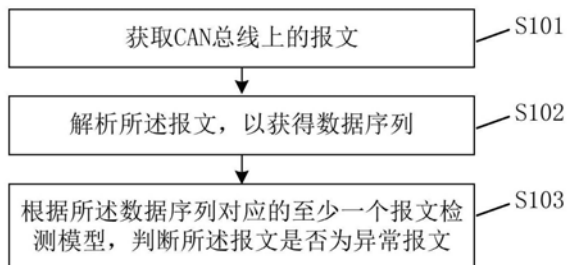 获取CAN总线上的报文
S101
解析所述报文，以获得数据序列
S102
根据所述数据序列对应的至少一个报文检
测模型，判断所述报文是否为异常报文
S103